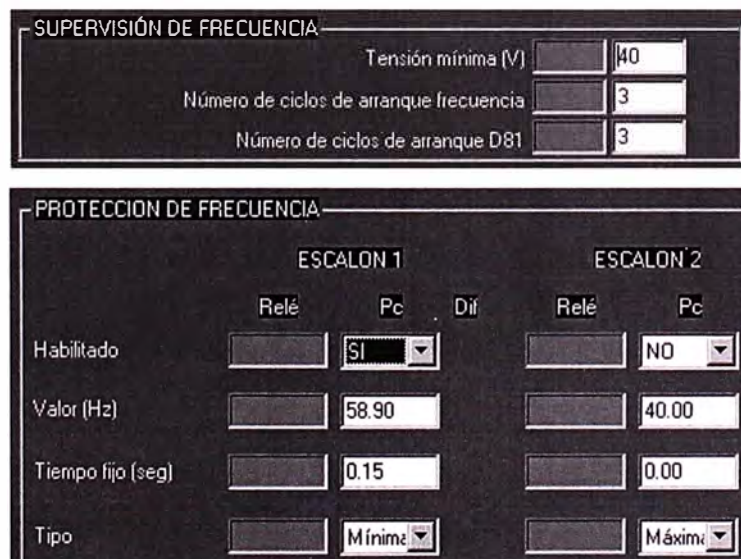 SUPERVISIÓN DE FRECUENCIA
Tensión mínima (V) 40
Número de ciclos de arranque frecuencia 3
Número de ciclos de arranque D81 3
PROTECCION DE FRECUENCIA
ESCALON 1 ESCALON 2
Relé Pc Dif Relé Pc
Habilitado SI NO
Valor (Hz) 58.90 40.00
Tiempo fijo (seg) 0.15 0.00
Tipo Mínima Máxima